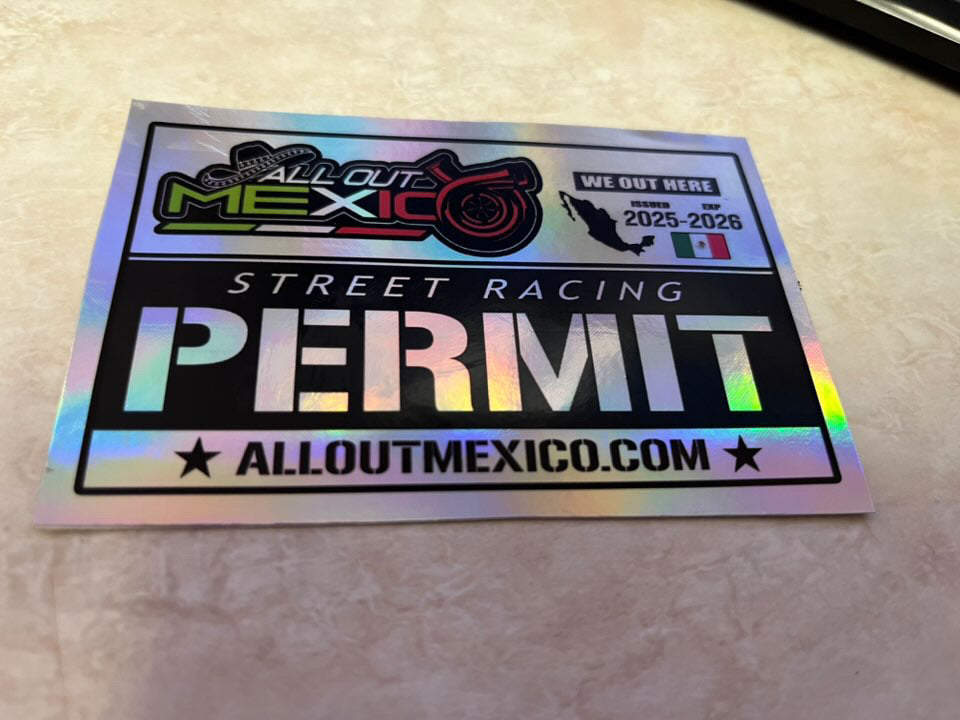 ALL OUT
MEXICO
WE OUT HERE
ISSUED EXP
2025-2026
STREET RACING
PERMIT
★ ALLOUTMEXICO.COM ★